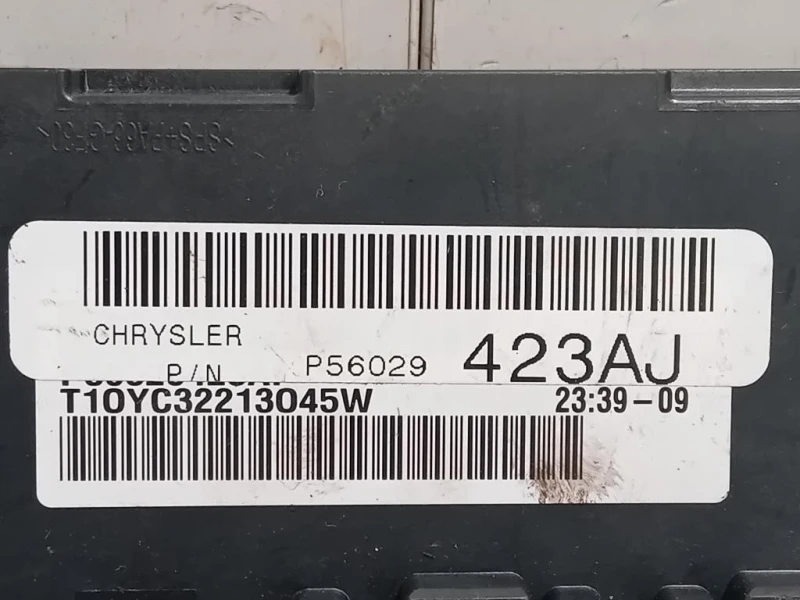 CHRYSLER
P/N P56029 423AJ
T10YC32213045W 23:39-09